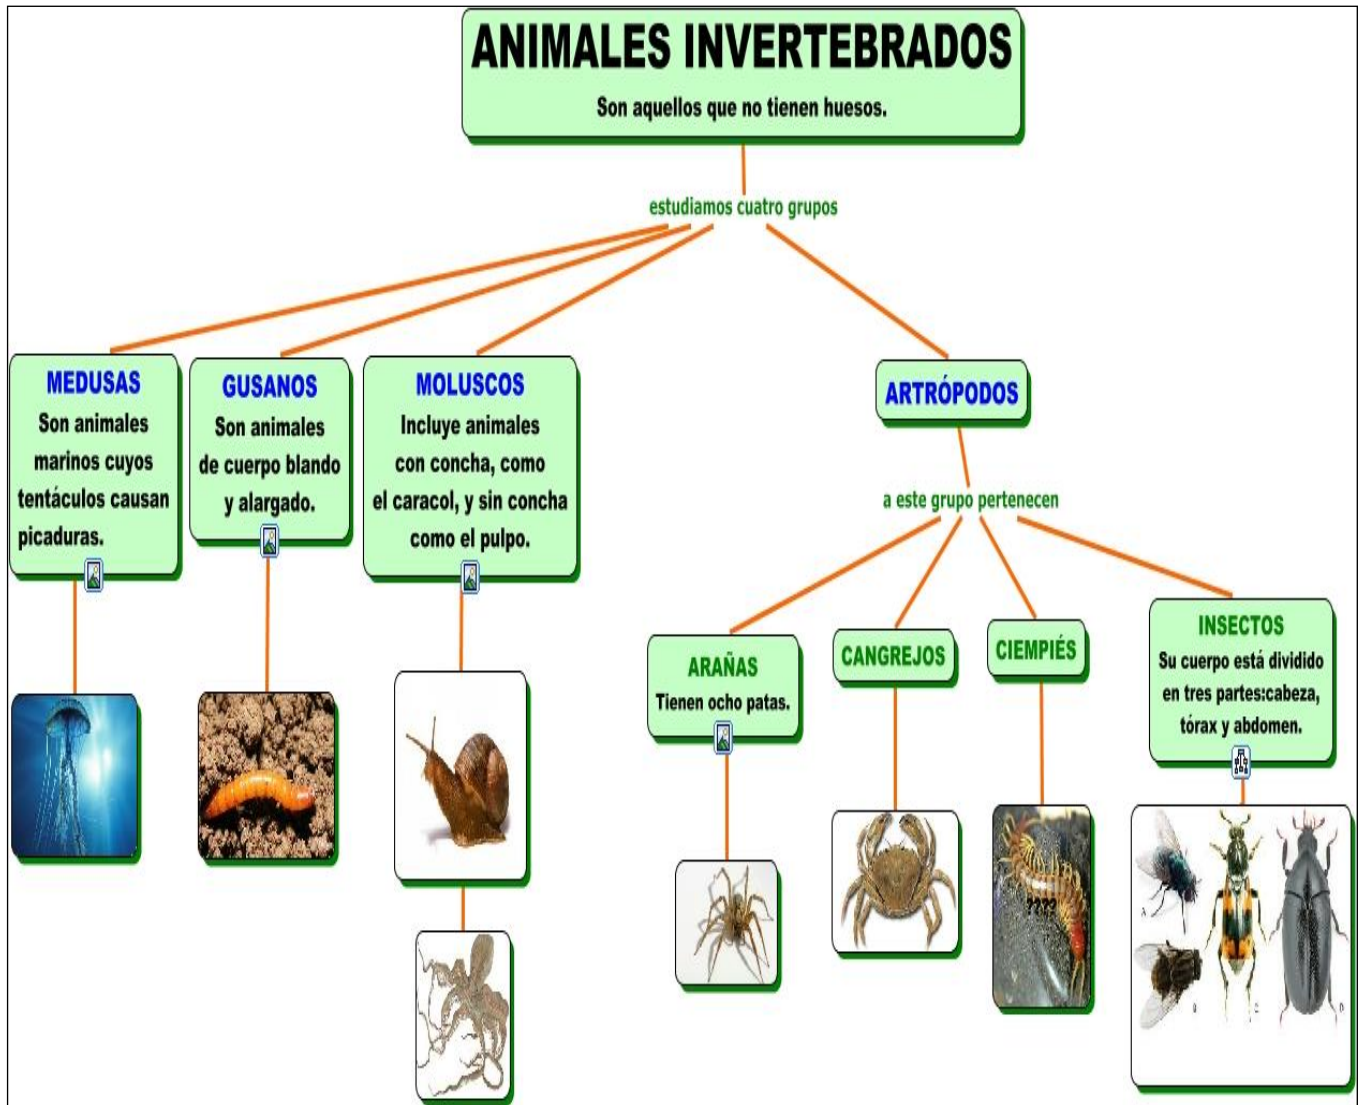 ANIMALES INVERTEBRADOS
Son aquellos que no tienen huesos.
estudiamos cuatro grupos
MEDUSAS
Son animales
marinos cuyos
tentáculos causan
picaduras.
GUSANOS
Son animales
de cuerpo blando
y alargado.
MOLUSCOS
Incluye animales
con concha, como
el caracol, y sin concha
como el pulpo.
ARTRÓPODOS
a este grupo pertenecen
ARAÑAS
Tienen ocho patas.
CANGREJOS
CIEMPIÉS
INSECTOS
Su cuerpo está dividido
en tres partes:cabeza,
tórax y abdomen.
A
B
C
D